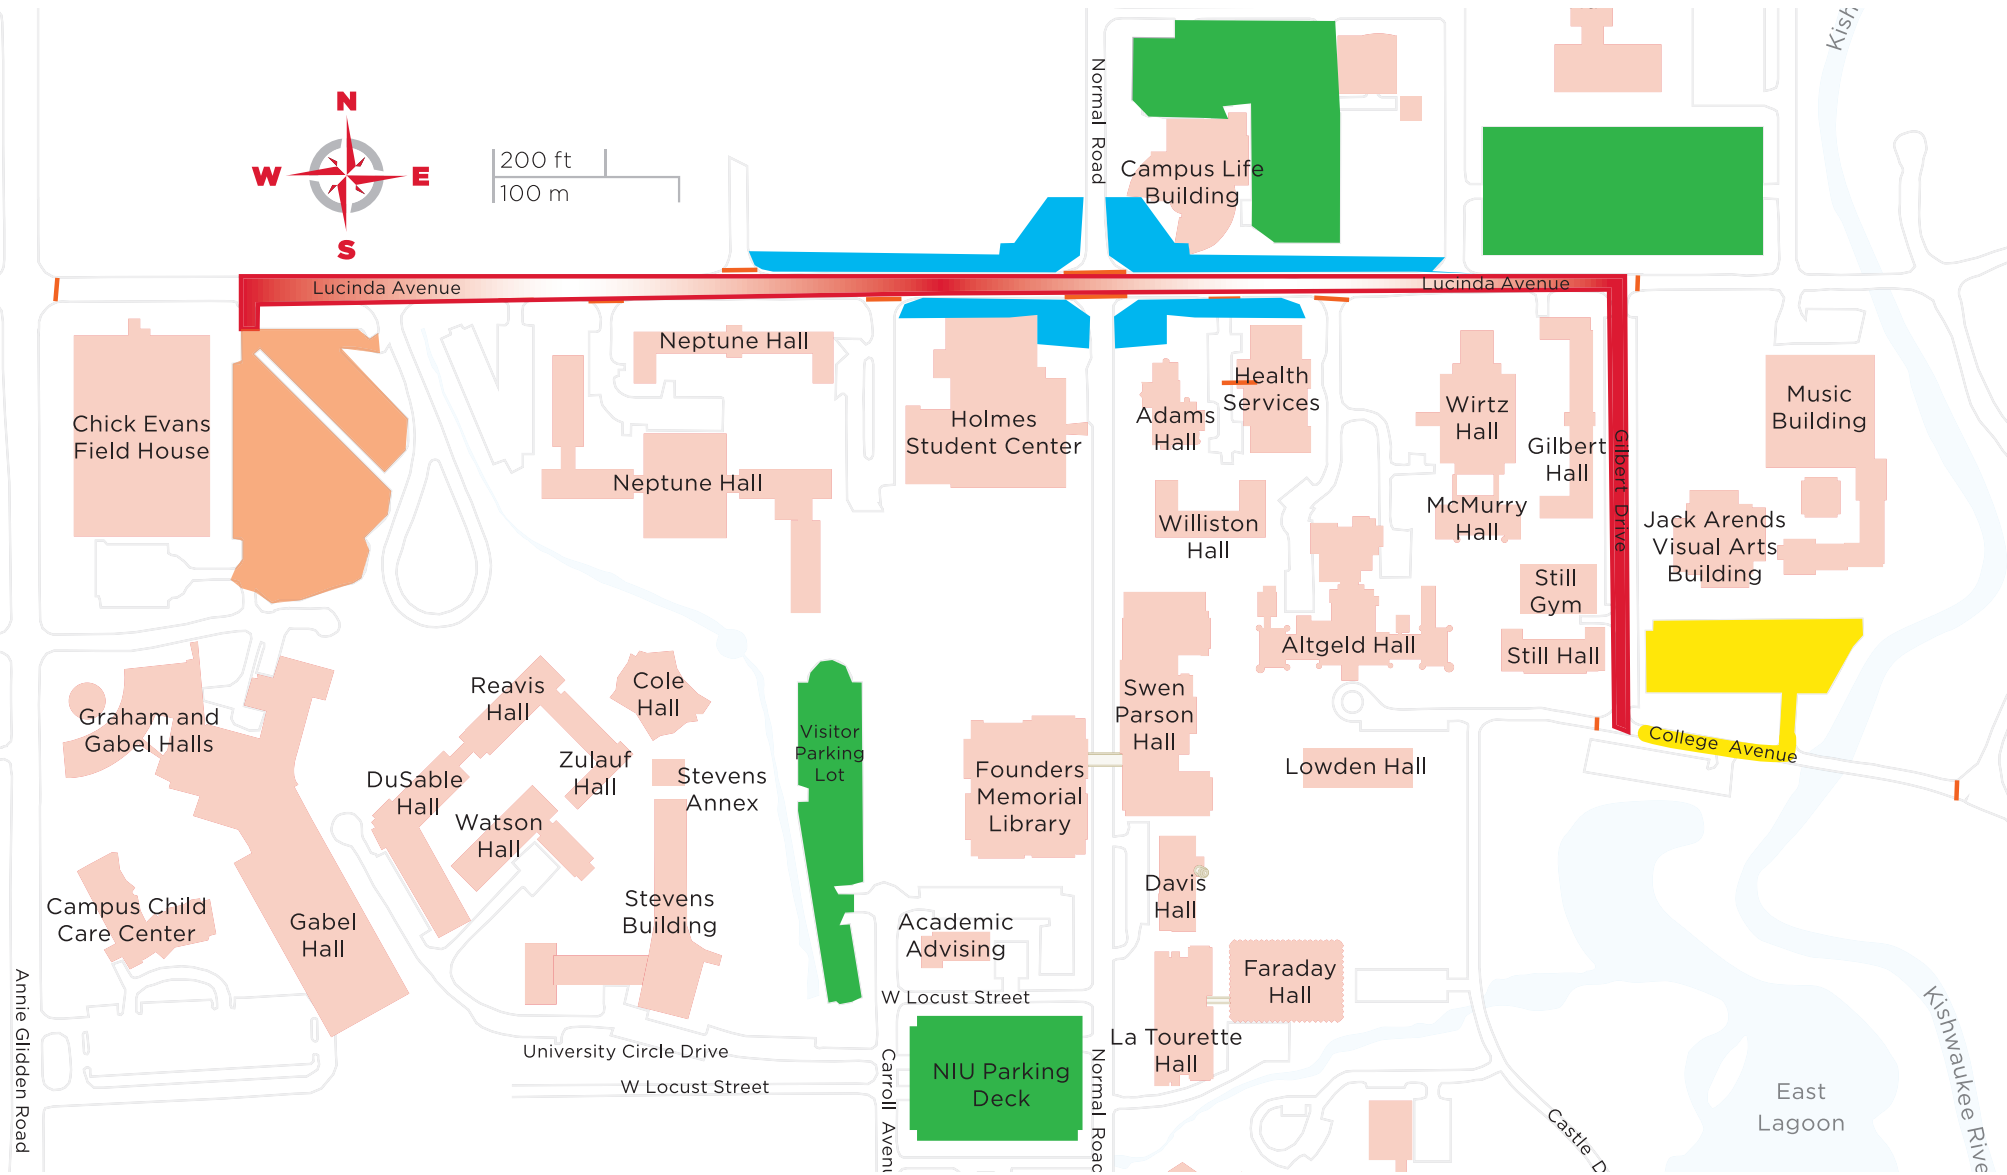 Kish
N
W
E
S
200 ft
100 m
Normal Road
Campus Life
Building
Lucinda Avenue
Lucinda Avenue
Neptune Hall
Chick Evans
Field House
Neptune Hall
Holmes
Student Center
Adams
Hall
Health
Services
Wirtz
Hall
Gilbert
Hall
Gilbert Drive
Music
Building
McMurry
Hall
Williston
Hall
Jack Arends
Visual Arts
Building
Still
Gym
Still Hall
Altgeld Hall
Graham and
Gabel Halls
Reavis
Hall
Cole
Hall
DuSable
Hall
Zulauf
Hall
Watson
Hall
Stevens
Annex
Visitor
Parking
Lot
Swen
Parson
Hall
Founders
Memorial
Library
Lowden Hall
College Avenue
Campus Child
Care Center
Gabel
Hall
Stevens
Building
Academic
Advising
Davis
Hall
Faraday
Hall
La Tourette
Hall
W Locust Street
University Circle Drive
W Locust Street
NIU Parking
Deck
Annie Glidden Road
Carroll Avenu
Normal Road
Castle D
East
Lagoon
Kishwaukee Rive